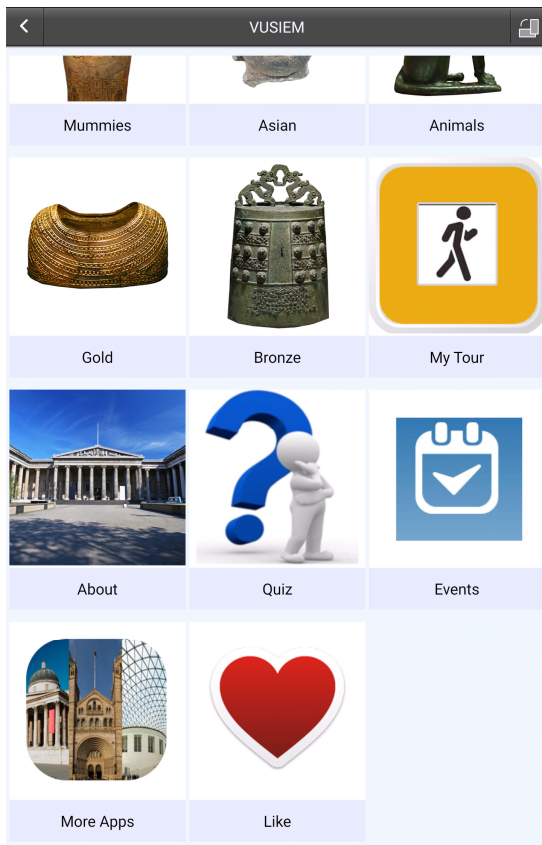 VUSIEM
Mummies
Asian
Animals
Gold
Bronze
My Tour
About
Quiz
Events
More Apps
Like